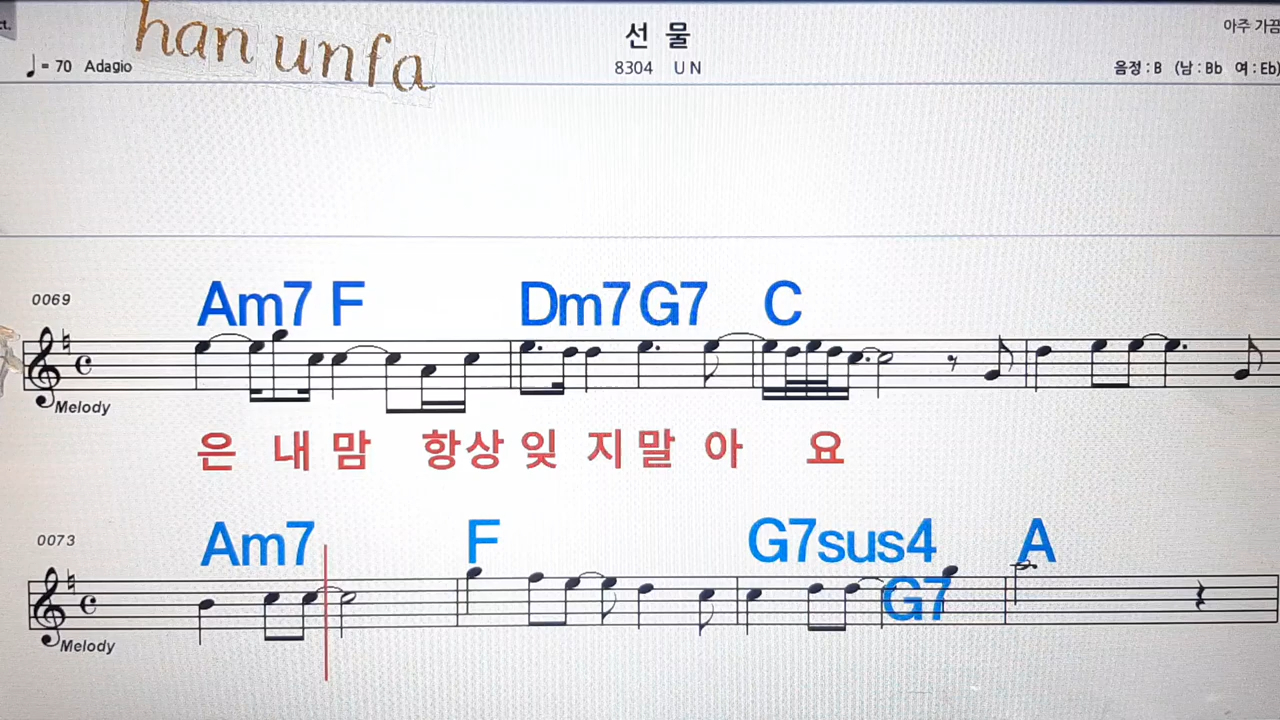 han unfa
ct.
선 물
아주 가끔
♩= 70 Adagio
8304 U N
음정 : B (남 : Bb 여 : Eb)
Am7 F Dm7 G7 C
0069
Melody
은 내 맘 항상 잊 지 말 아 요
Am7 F G7sus4 A
0073
G7
Melody